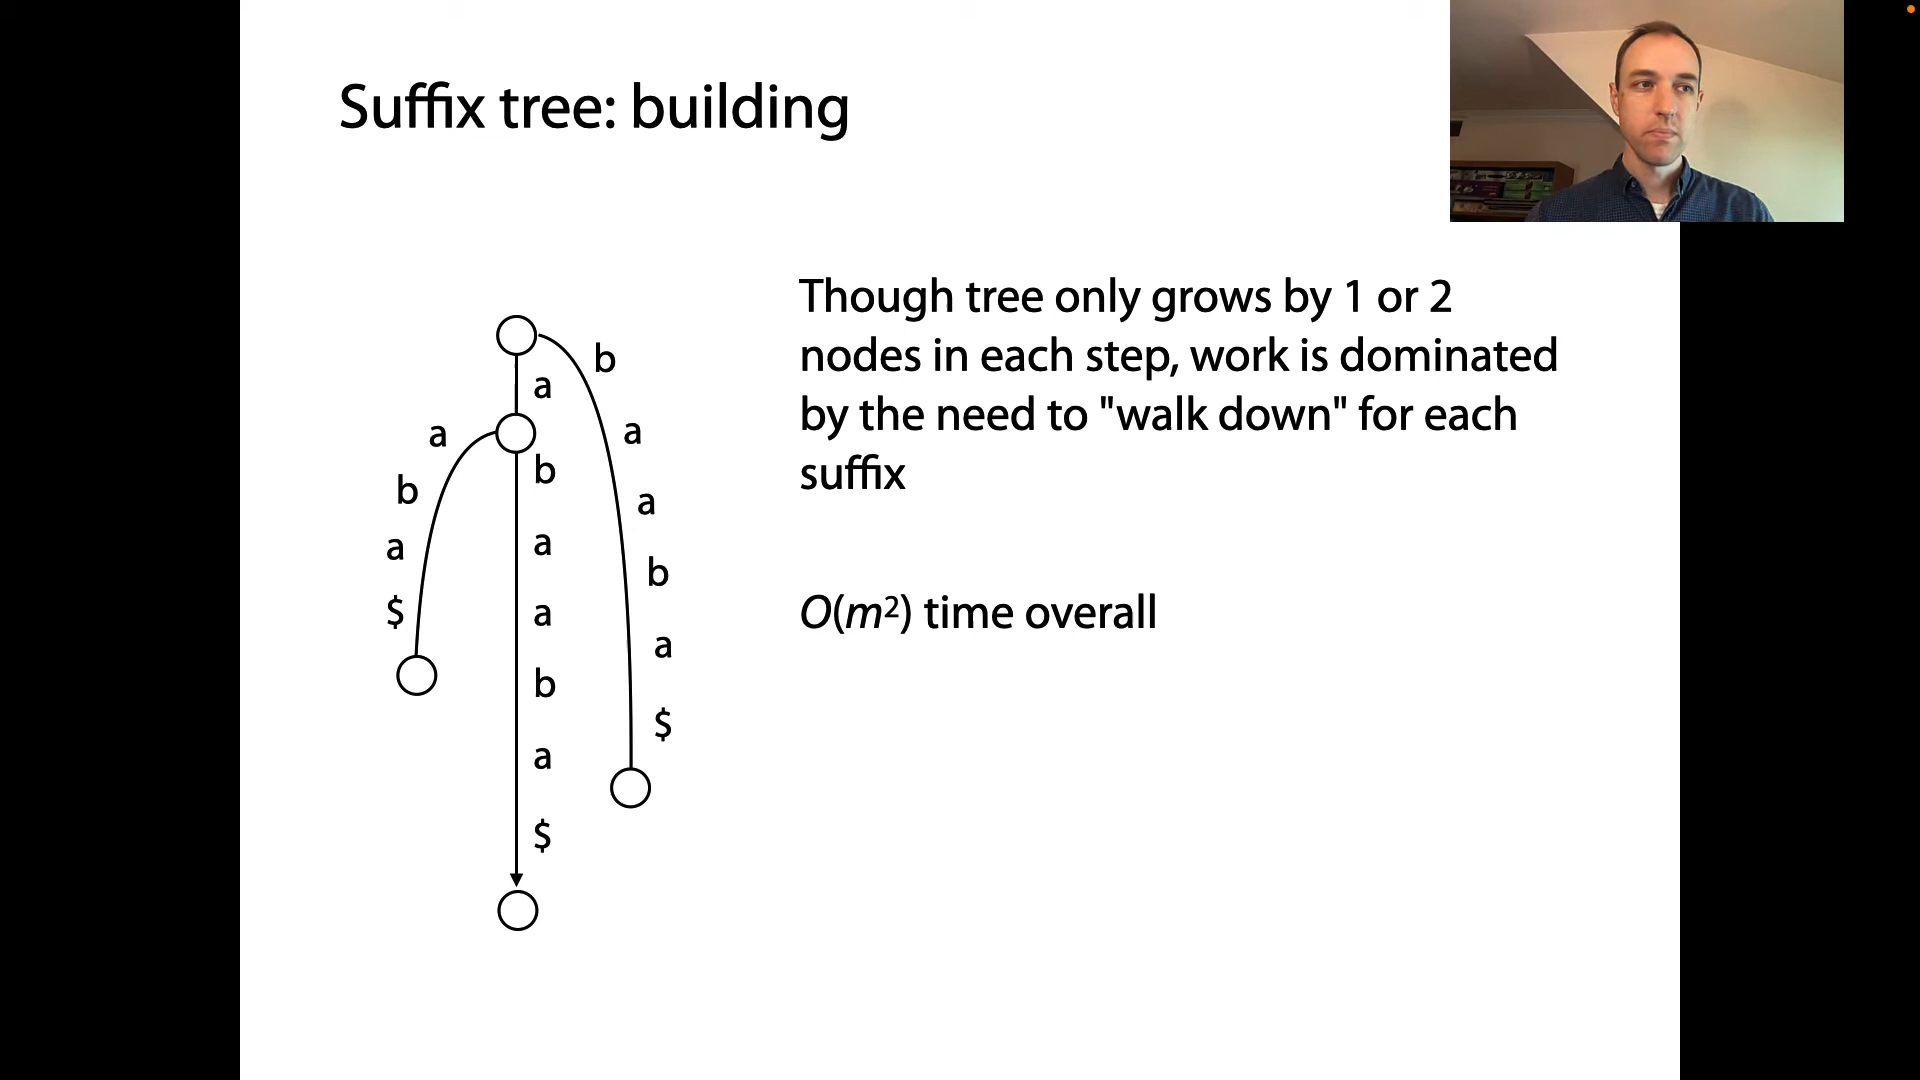 Suffix tree: building
Though tree only grows by 1 or 2
nodes in each step, work is dominated
by the need to "walk down" for each
suffix
O(m²) time overall
b
a
a
a
b
a
b
a
a
a
b
b
a
a
$
b
a
$
a
$